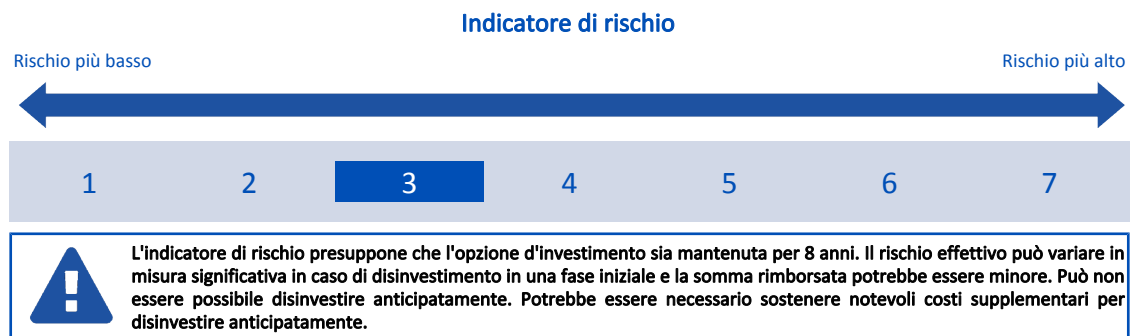 Indicatore di rischio
Rischio più basso
Rischio più alto
1 2 3 4 5 6 7
L'indicatore di rischio presuppone che l'opzione d'investimento sia mantenuta per 8 anni. Il rischio effettivo può variare in
misura significativa in caso di disinvestimento in una fase iniziale e la somma rimborsata potrebbe essere minore. Può non
essere possibile disinvestire anticipatamente. Potrebbe essere necessario sostenere notevoli costi supplementari per
disinvestire anticipatamente.